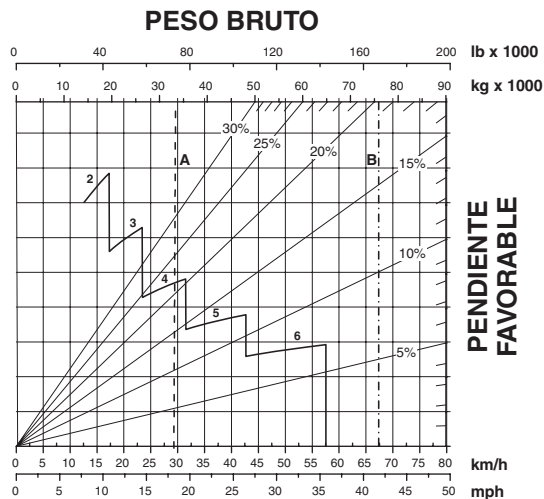 PESO BRUTO
0 40 80 120 160 200 lb x 1000
0 10 20 30 40 50 60 70 80 90 kg x 1000
30%
25%
20%
15%
A
B
2
3
4
5
6
10%
5%
PENDIENTE
FAVORABLE
0 5 10 15 20 25 30 35 40 45 50 55 60 65 70 75 80 km/h
0 5 10 15 20 25 30 35 40 45 50 mph